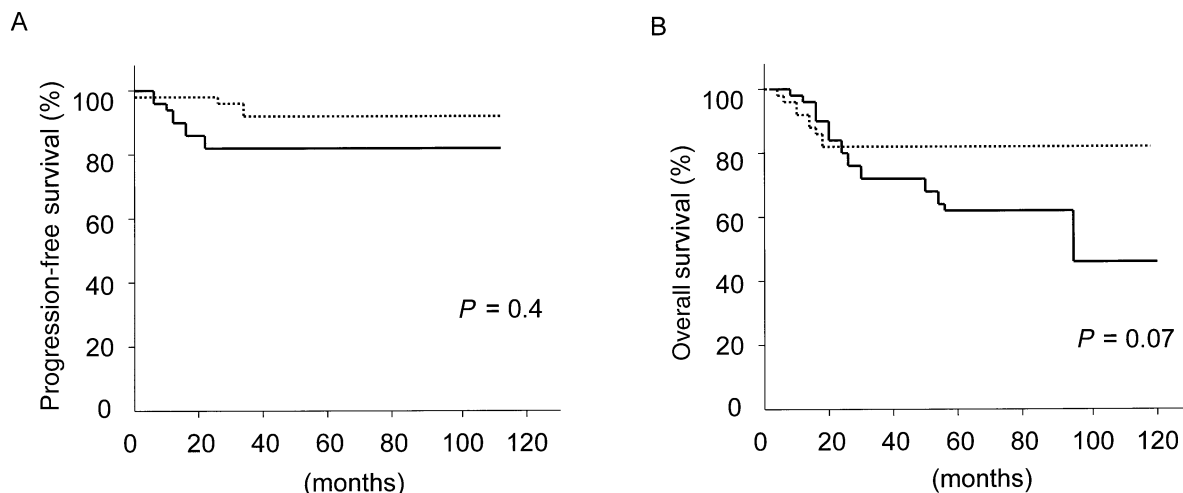 A
Progression-free survival (%)
100
80
60
40
20
0
P = 0.4
0 20 40 60 80 100 120
(months)
B
Overall survival (%)
100
80
60
40
20
0
P = 0.07
0 20 40 60 80 100 120
(months)